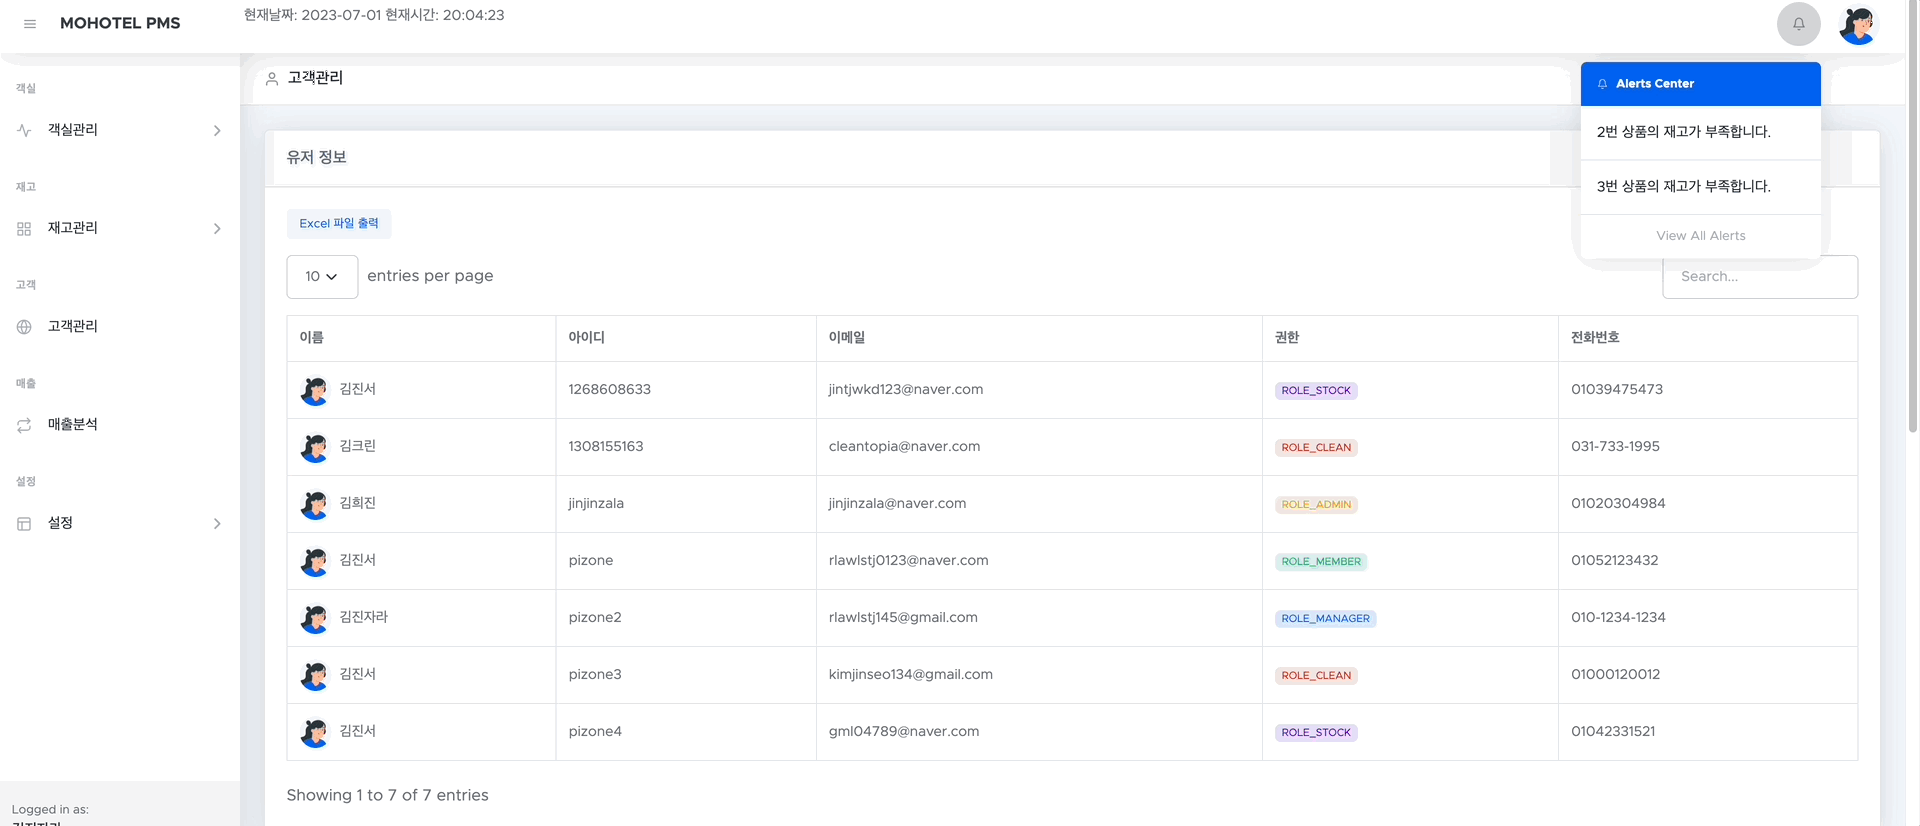 MOHOTEL PMS
현재날짜: 2023-07-01 현재시간: 20:04:23
객실
객실관리
재고
재고관리
고객
고객관리
매출
매출분석
설정
설정
Logged in as:
고객관리
Alerts Center
2번 상품의 재고가 부족합니다.
3번 상품의 재고가 부족합니다.
View All Alerts
유저 정보
Excel 파일 출력
10 entries per page
Search...
이름 아이디 이메일 권한 전화번호
김진서 1268608633 jintjwkd123@naver.com ROLE_STOCK 01039475473
김크린 1308155163 cleantopia@naver.com ROLE_CLEAN 031-733-1995
김희진 jinjinzala jinjinzala@naver.com ROLE_ADMIN 01020304984
김진서 pizone rlawlstj0123@naver.com ROLE_MEMBER 01052123432
김진자라 pizone2 rlawlstj145@gmail.com ROLE_MANAGER 010-1234-1234
김진서 pizone3 kimjinseo134@gmail.com ROLE_CLEAN 01000120012
김진서 pizone4 gml04789@naver.com ROLE_STOCK 01042331521
Showing 1 to 7 of 7 entries